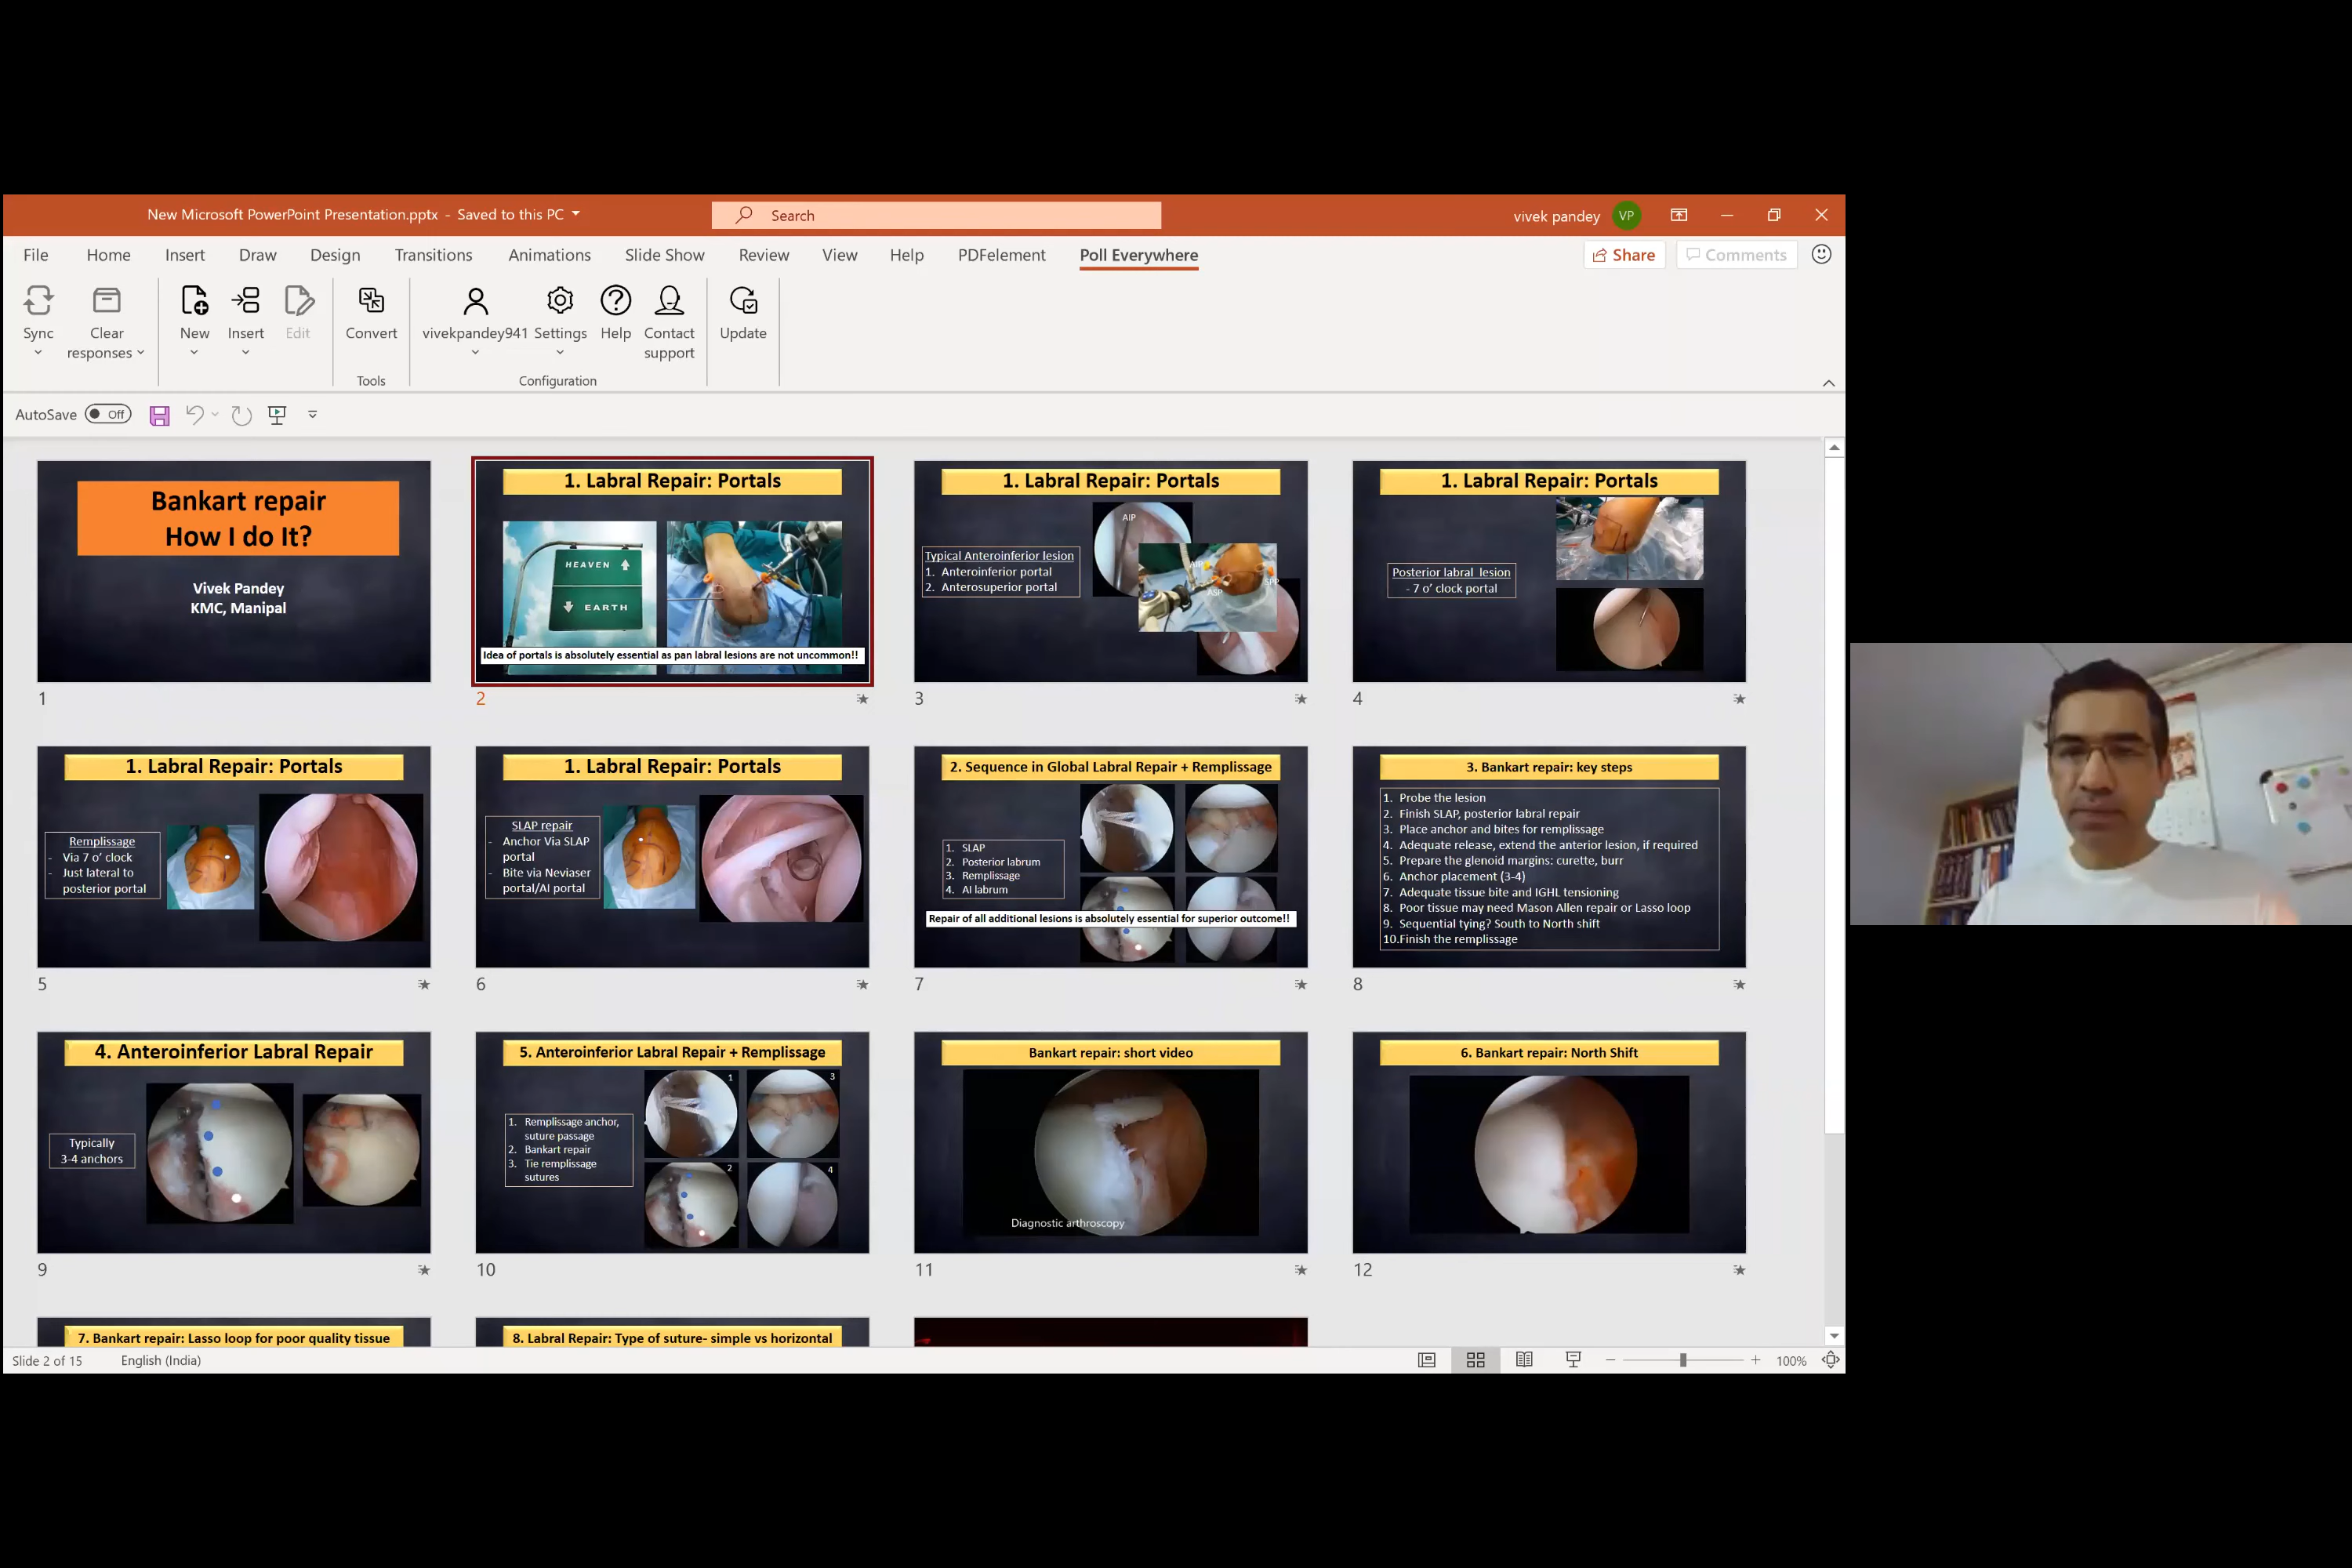 New Microsoft PowerPoint Presentation.pptx - Saved to this PC
Search
vivek pandey
VP
File
Home
Insert
Draw
Design
Transitions
Animations
Slide Show
Review
View
Help
PDFelement
Poll Everywhere
Share
Comments
Sync
Clear
responses
New
Insert
Edit
Convert
Tools
vivekpandey941
Settings
Help
Contact
support
Configuration
Update
AutoSave
Off
Bankart repair
How I do It?
Vivek Pandey
KMC, Manipal
1
1. Labral Repair: Portals
HEAVEN
EARTH
Idea of portals is absolutely essential as pan labral lesions are not uncommon!!
2
1. Labral Repair: Portals
Typical Anteroinferior lesion
1. Anteroinferior portal
2. Anterosuperior portal
AIP
AIP
ASP
SPP
3
1. Labral Repair: Portals
Posterior labral lesion
- 7 o' clock portal
4
1. Labral Repair: Portals
Remplissage
- Via 7 o' clock
- Just lateral to
posterior portal
5
1. Labral Repair: Portals
SLAP repair
- Anchor Via SLAP
portal
- Bite via Neviaser
portal/AI portal
6
2. Sequence in Global Labral Repair + Remplissage
1. SLAP
2. Posterior labrum
3. Remplissage
4. AI labrum
Repair of all additional lesions is absolutely essential for superior outcome!!
7
3. Bankart repair: key steps
1. Probe the lesion
2. Finish SLAP, posterior labral repair
3. Place anchor and bites for remplissage
4. Adequate release, extend the anterior lesion, if required
5. Prepare the glenoid margins: curette, burr
6. Anchor placement (3-4)
7. Adequate tissue bite and IGHL tensioning
8. Poor tissue may need Mason Allen repair or Lasso loop
9. Sequential tying? South to North shift
10.Finish the remplissage
8
4. Anteroinferior Labral Repair
Typically
3-4 anchors
9
5. Anteroinferior Labral Repair + Remplissage
1. Remplissage anchor,
suture passage
2. Bankart repair
3. Tie remplissage
sutures
1
3
2
4
10
Bankart repair: short video
Diagnostic arthroscopy
11
6. Bankart repair: North Shift
12
7. Bankart repair: Lasso loop for poor quality tissue
8. Labral Repair: Type of suture- simple vs horizontal
Slide 2 of 15
English (India)
100%